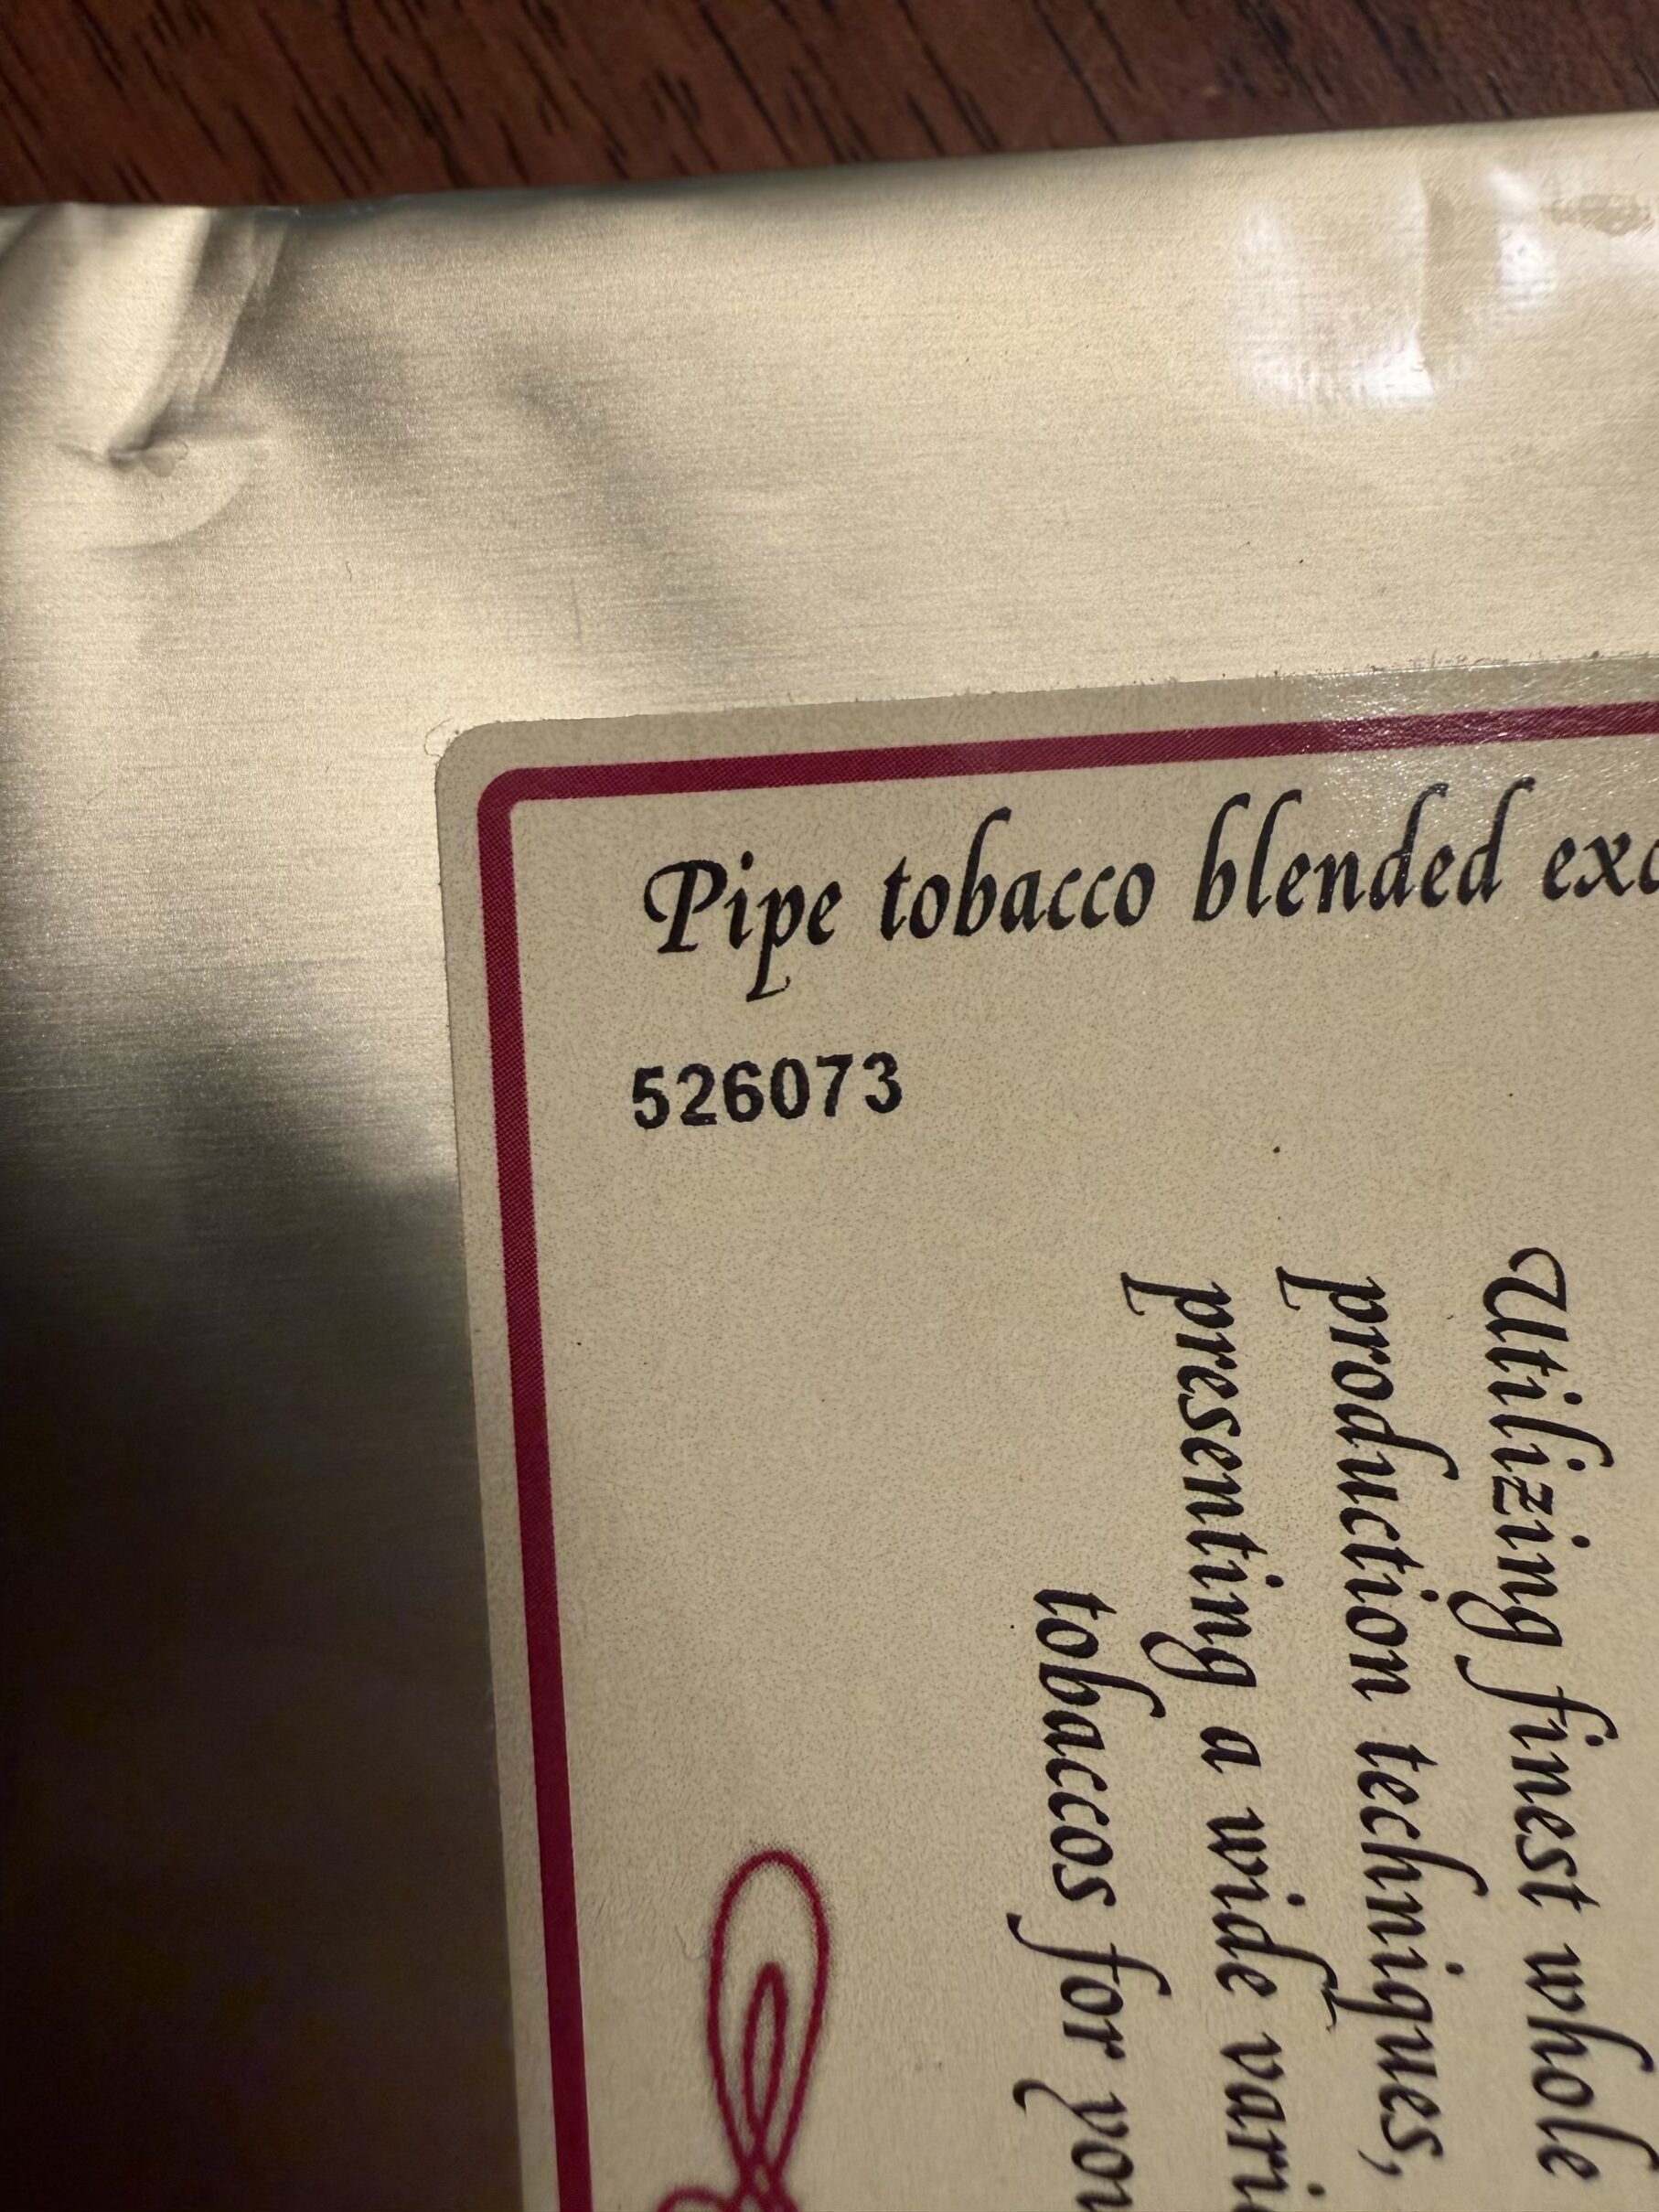 Pipe tobacco blended
526073
Utilizing finest whole
production techniques,
presenting a wide
tobaccos for